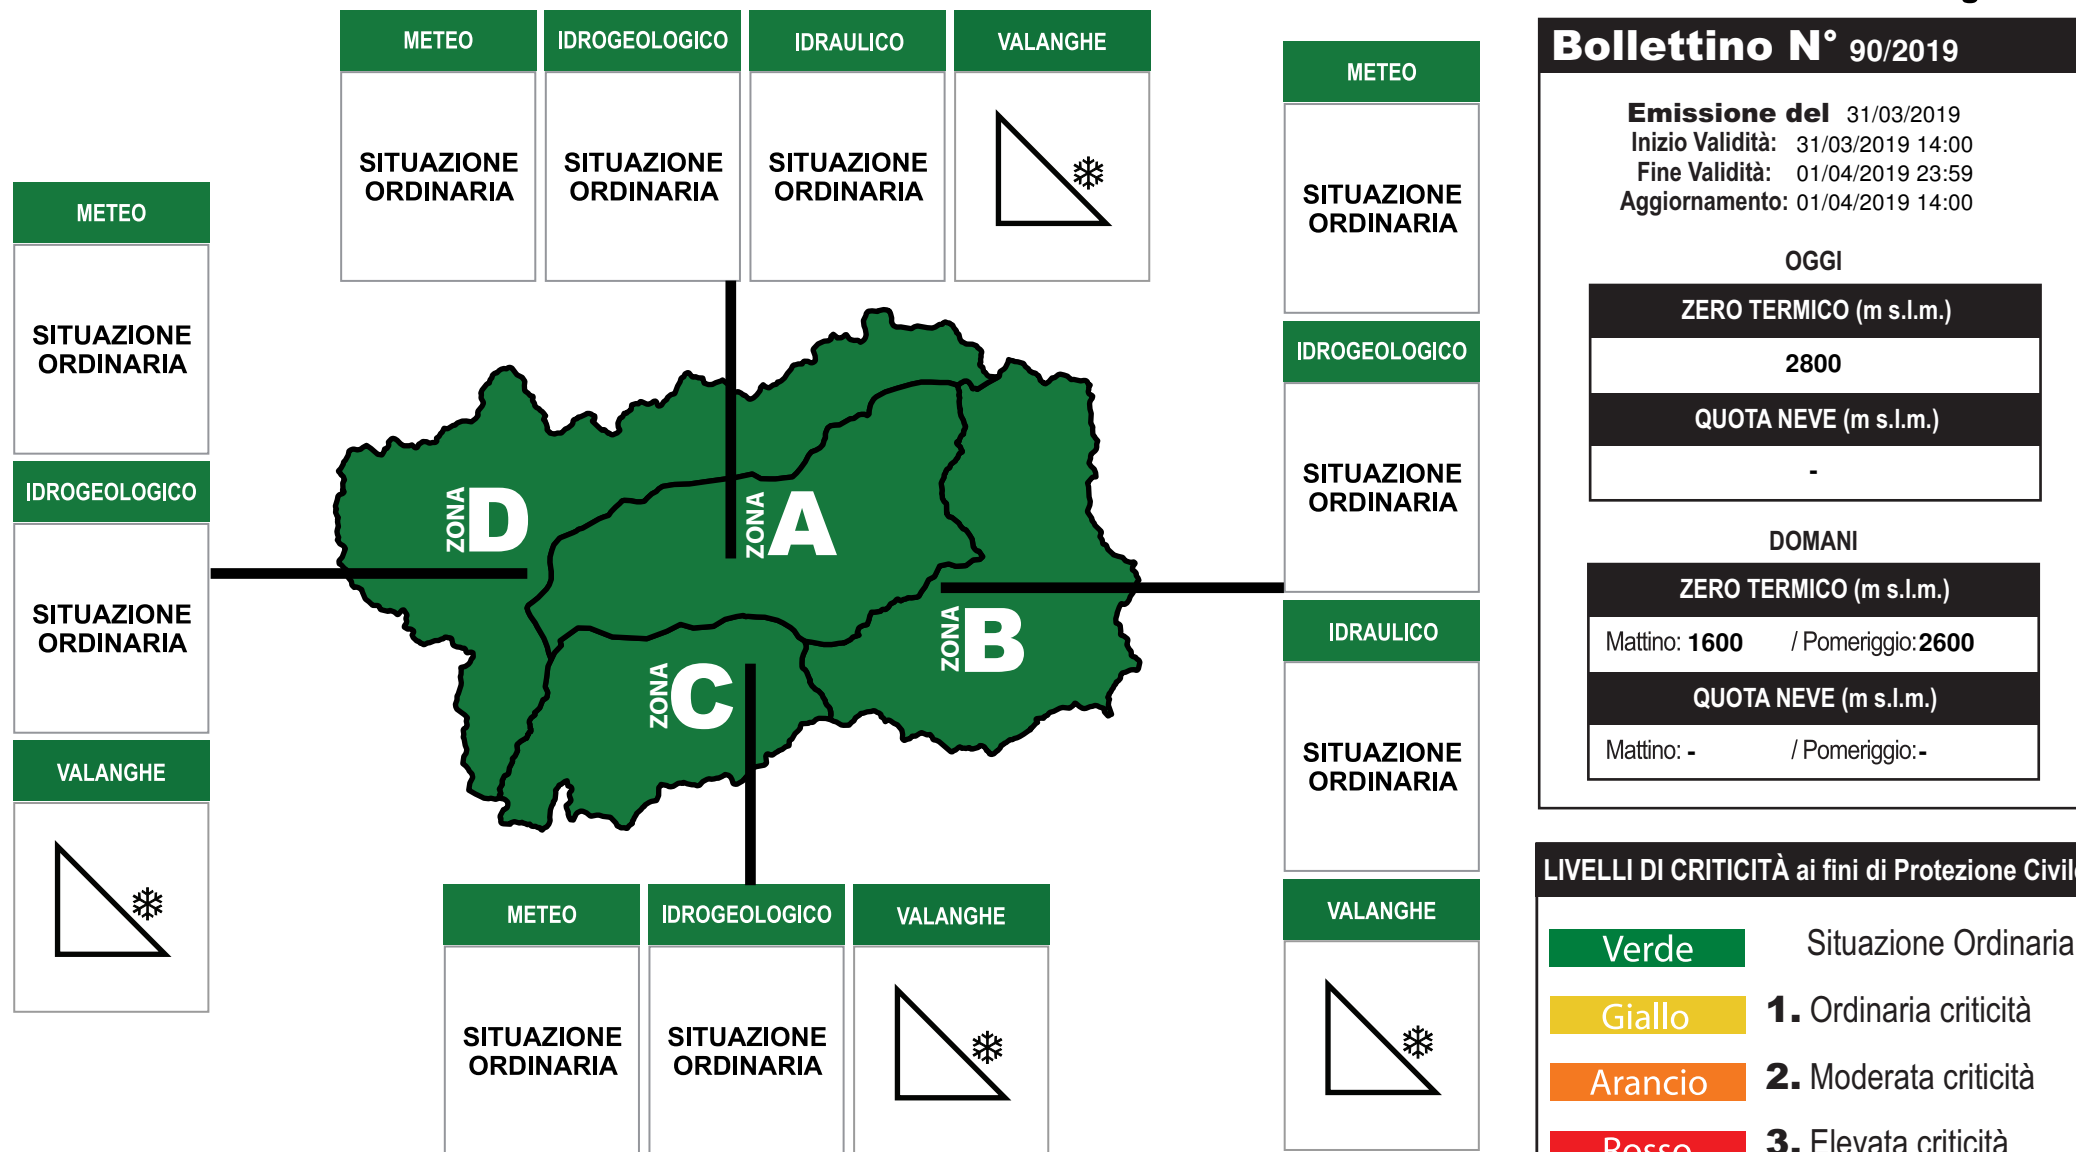 METEO IDROGEOLOGICO IDRAULICO VALANGHE
SITUAZIONE ORDINARIA
SITUAZIONE ORDINARIA
SITUAZIONE ORDINARIA
METEO
SITUAZIONE
ORDINARIA
IDROGEOLOGICO
SITUAZIONE
ORDINARIA
VALANGHE
ZONA D
ZONA A
ZONA B
ZONA C
METEO IDROGEOLOGICO VALANGHE
SITUAZIONE ORDINARIA
SITUAZIONE ORDINARIA
METEO
SITUAZIONE
ORDINARIA
IDROGEOLOGICO
SITUAZIONE
ORDINARIA
IDRAULICO
SITUAZIONE
ORDINARIA
VALANGHE
Bollettino N° 90/2019
Emissione del 31/03/2019
Inizio Validità: 31/03/2019 14:00
Fine Validità: 01/04/2019 23:59
Aggiornamento: 01/04/2019 14:00
OGGI
ZERO TERMICO (m s.l.m.)
2800
QUOTA NEVE (m s.l.m.)
-
DOMANI
ZERO TERMICO (m s.l.m.)
Mattino: 1600 / Pomeriggio: 2600
QUOTA NEVE (m s.l.m.)
Mattino: - / Pomeriggio: -
LIVELLI DI CRITICITÀ ai fini di Protezione Civile
Verde Situazione Ordinaria
Giallo 1. Ordinaria criticità
Arancio 2. Moderata criticità
Rosso 3. Elevata criticità